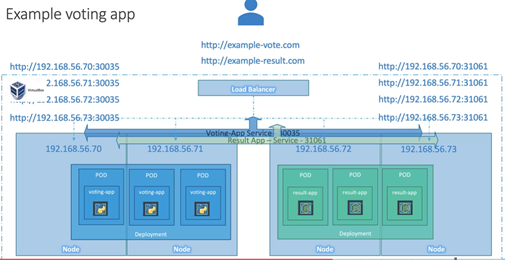 Example voting app
http://example-vote.com
http://example-result.com
http://192.168.56.70:30035
2.168.56.71:30035
2.168.56.72:30035
http://192.168.56.73:30035
VirtualBox
Load Balancer
http://192.168.56.70:31061
http://192.168.56.71:31061
http://192.168.56.72:31061
http://192.168.56.73:31061
Voting-App Service - 30035
Result App – Service - 31061
192.168.56.70
192.168.56.71
192.168.56.72
192.168.56.73
POD
POD
POD
voting-app
voting-app
voting-app
Deployment
POD
POD
POD
result-app
result-app
result-app
Deployment
Node
Node
Node
Node